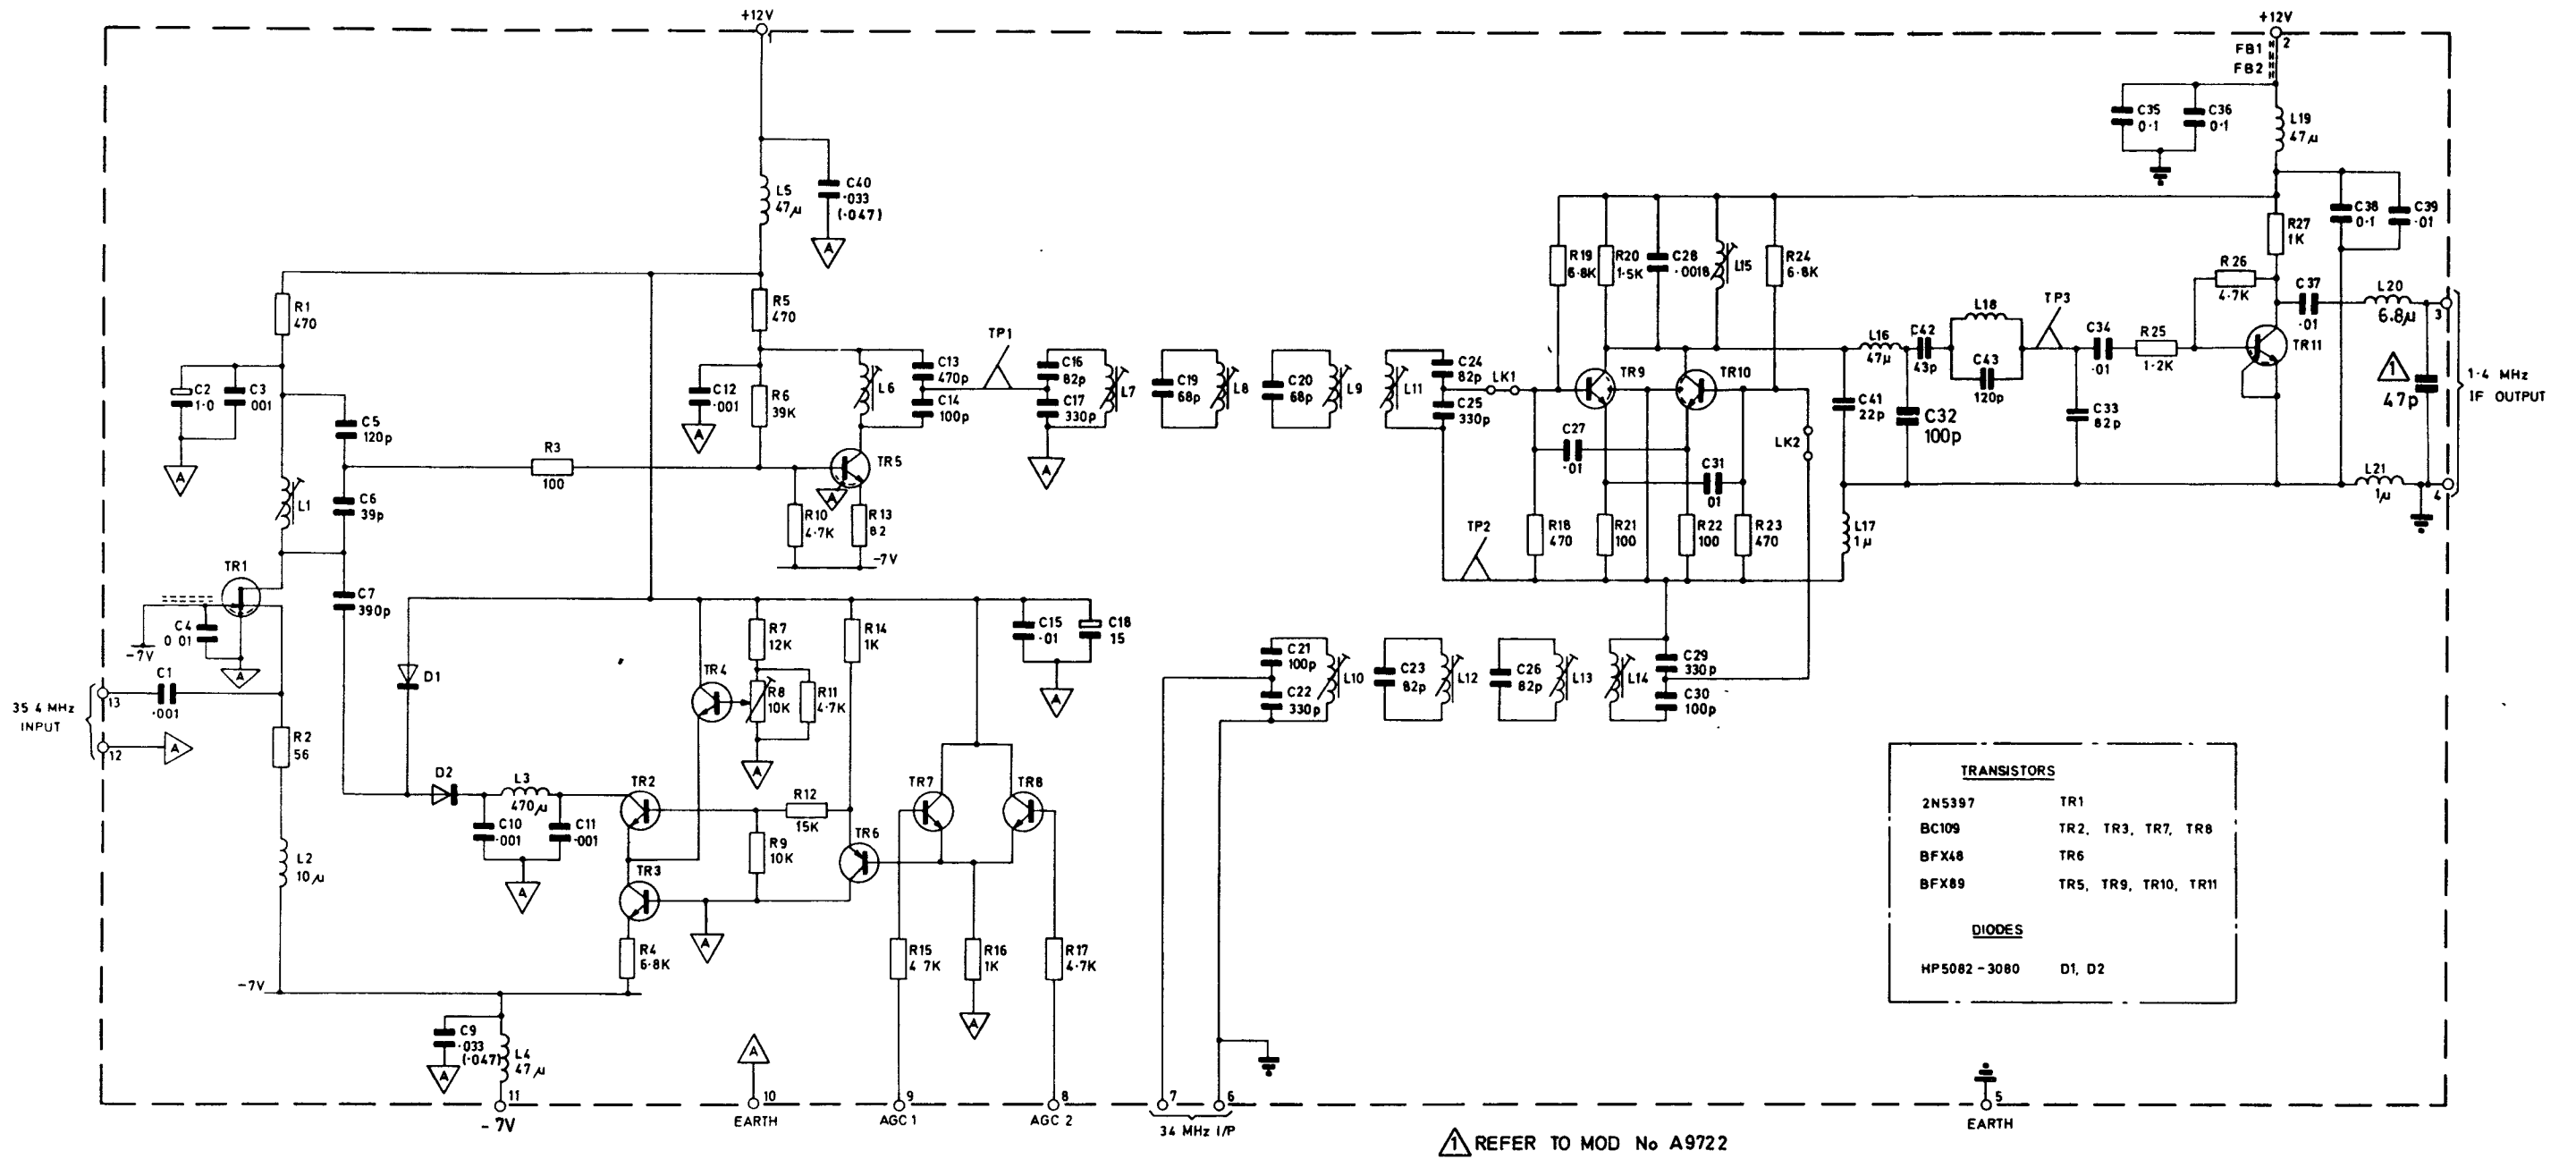 +12V
1
+12V
2
FB1
FB2
C35
0·1
C36
0·1
L19
47µ
L5
47µ
C40
·033
(·047)
A
R1
470
R5
470
C2
1·0
C3
001
A
C5
120p
C12
·001
A
R6
39K
L6
C13
470p
C14
100p
TP1
C16
82p
C17
330p
A
L7
C19
68p
L8
C20
68p
L9
L11
C24
82p
C25
330p
LK1
R19
6·8K
R20
1·5K
C28
·0018
L15
R24
6·8K
R27
1K
C38
0·1
C39
·01
R26
4·7K
C37
·01
L20
6.8µ
3
TR9
TR10
L16
47µ
C42
43p
L18
C43
120p
TP3
C34
·01
R25
1·2K
TR11
1
47p
1·4 MHz
IF OUTPUT
C41
22p
C32
100p
C33
82p
L21
1µ
4
L1
C6
39p
R3
100
TR5
A
R10
4·7K
R13
82
-7V
C27
·01
C31
01
LK2
TP2
R18
470
R21
100
R22
100
R23
470
L17
1µ
TR1
C4
0 01
-7V
A
C7
390p
C1
·001
35 4 MHz
INPUT
13
12
A
R2
56
D1
TR4
R7
12K
R8
10K
R11
4·7K
A
R14
1K
C15
·01
C18
15
A
C21
100p
C22
330p
L10
C23
82p
L12
C26
82p
L13
L14
C29
330p
C30
100p
L2
10µ
D2
L3
470µ
C10
·001
C11
·001
A
TR2
R12
15K
R9
10K
TR6
TR7
TR8
TR3
A
R4
6·8K
R15
4 7K
R16
1K
A
R17
4·7K
-7V
C9
·033
(·047)
A
L4
47µ
A
11
-7V
10
EARTH
9
AGC 1
8
AGC 2
7
6
34 MHz I/P
5
EARTH
TRANSISTORS
2N5397 TR1
BC109 TR2, TR3, TR7, TR8
BFX48 TR6
BFX89 TR5, TR9, TR10, TR11
DIODES
HP5082-3080 D1, D2
1 REFER TO MOD No A9722